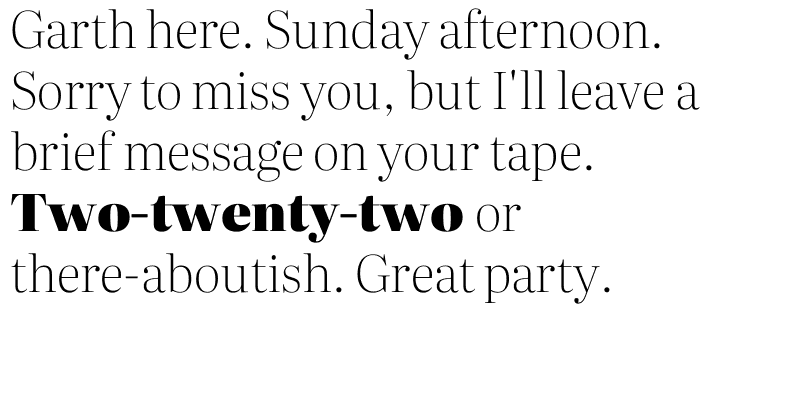 Garth here. Sunday afternoon.
Sorry to miss you, but I'll leave a
brief message on your tape.
Two-twenty-two or
there-aboutish. Great party.